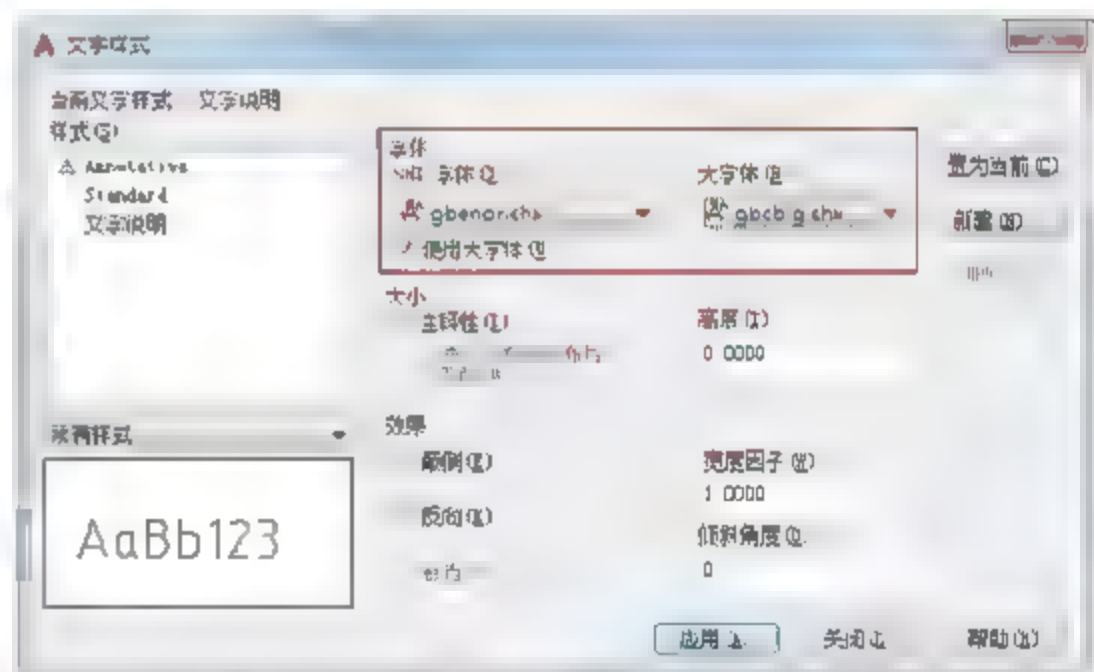 文字样式
当前文字样式 文字说明
样式(S)
Annotative
Standard
文字说明
所有样式
AaBb123
字体
SHX 字体(X)
gbenor.shx
使用大字体(U)
大字体(B)
gbcbig.shx
大小
注释性(I)
高度(T)
0.0000
效果
颠倒(E)
反向(K)
垂直
宽度因子(W)
1.0000
倾斜角度(O)
0
置为当前(C)
新建(N)
应用(A)
关闭(C)
帮助(H)